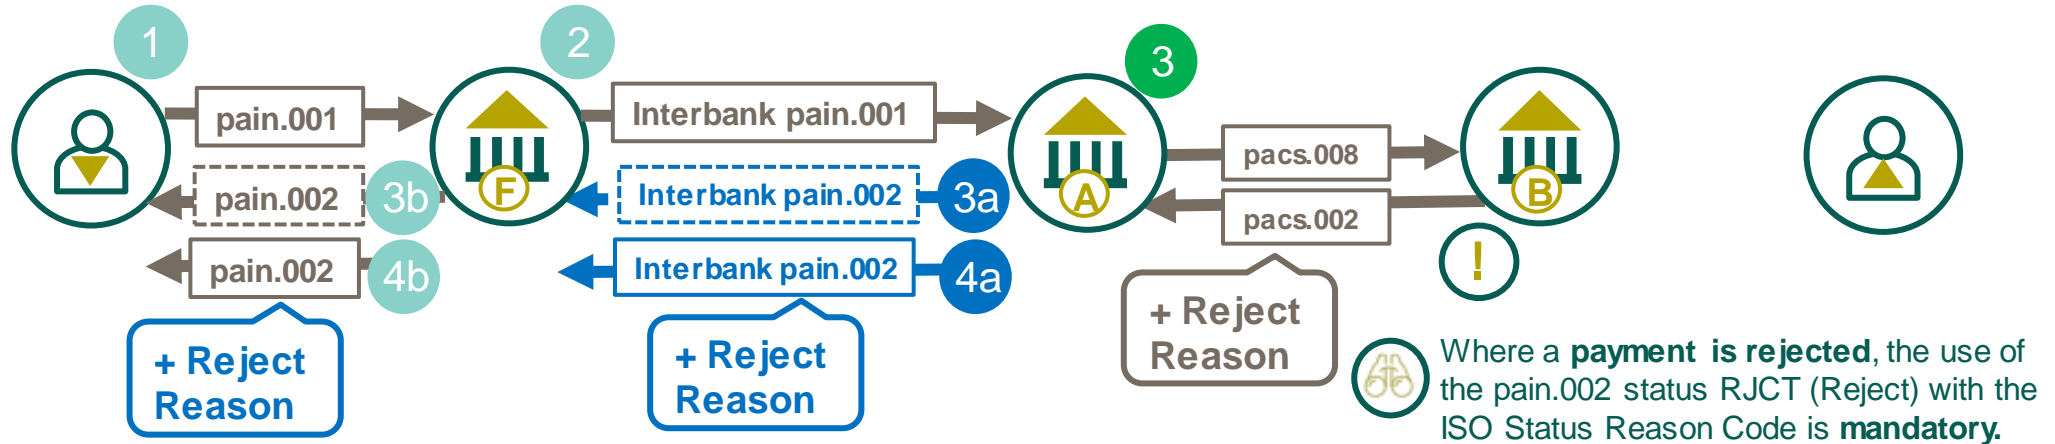 1
2
3
pain.001
Interbank pain.001
pacs.008
F
A
B
pain.002
3b
Interbank pain.002
3a
pacs.002
pain.002
4b
Interbank pain.002
4a
!
+ Reject
Reason
+ Reject
Reason
+ Reject
Reason
Where a payment is rejected, the use of
the pain.002 status RJCT (Reject) with the
ISO Status Reason Code is mandatory.